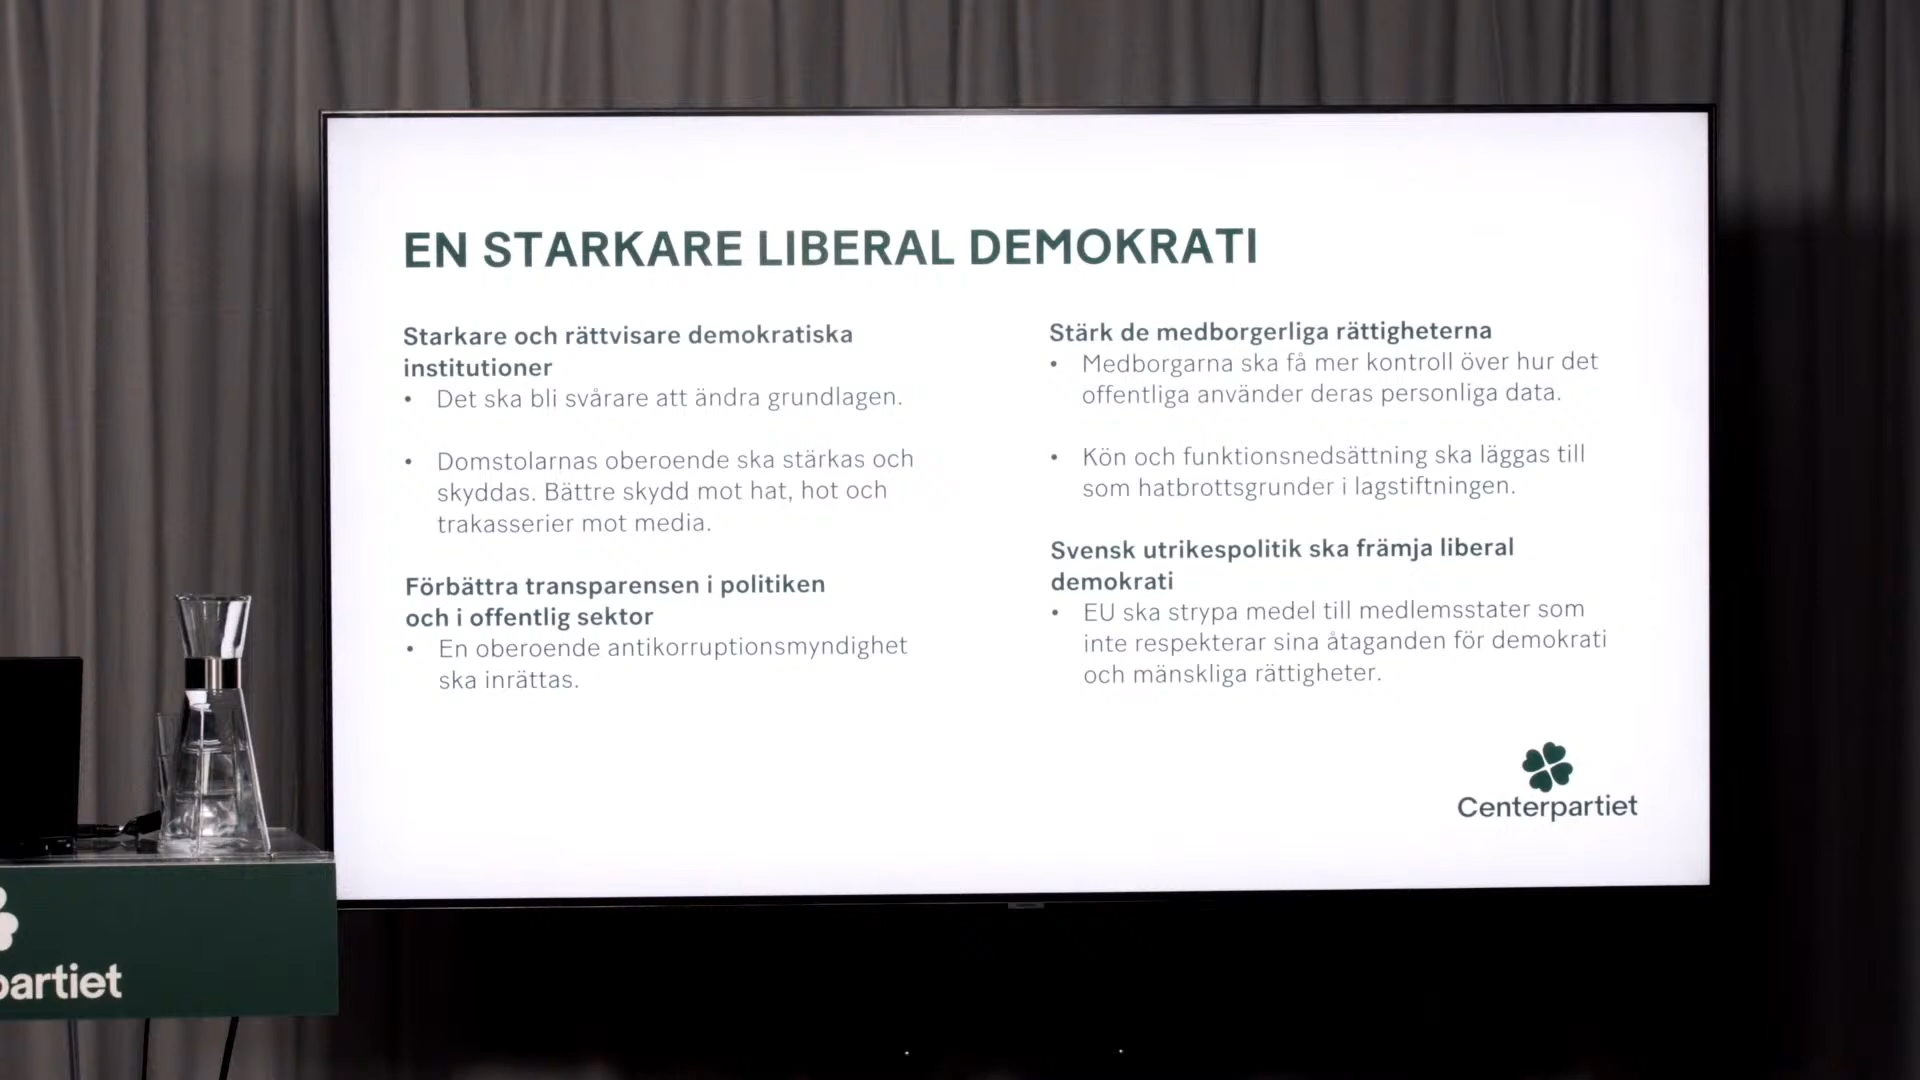 EN STARKARE LIBERAL DEMOKRATI
Starkare och rättvisare demokratiska
institutioner
• Det ska bli svårare att ändra grundlagen.
• Domstolarnas oberoende ska stärkas och
skyddas. Bättre skydd mot hat, hot och
trakasserier mot media.
Förbättra transparensen i politiken
och i offentlig sektor
• En oberoende antikorruptionsmyndighet
ska inrättas.
Stärk de medborgerliga rättigheterna
• Medborgarna ska få mer kontroll över hur det
offentliga använder deras personliga data.
• Kön och funktionsnedsättning ska läggas till
som hatbrottsgrunder i lagstiftningen.
Svensk utrikespolitik ska främja liberal
demokrati
• EU ska strypa medel till medlemsstater som
inte respekterar sina åtaganden för demokrati
och mänskliga rättigheter.
Centerpartiet
partiet